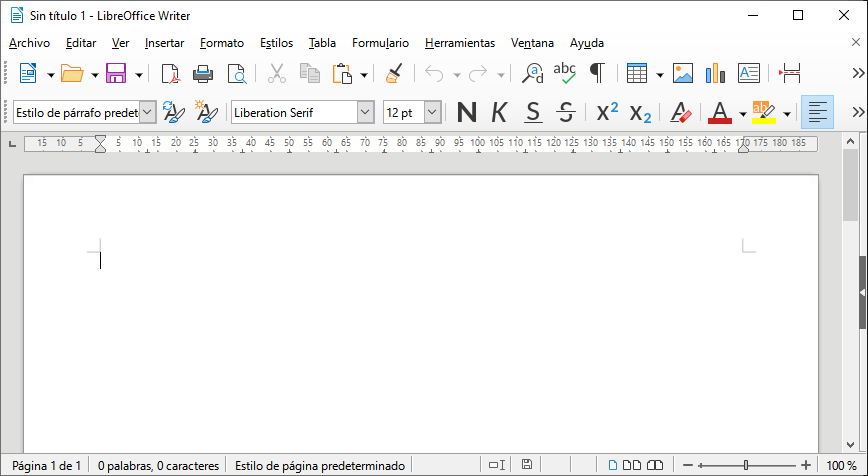 Sin título 1 - LibreOffice Writer
Archivo Editar Ver Insertar Formato Estilos Tabla Formulario Herramientas Ventana Ayuda
abc
Estilo de párrafo predet Liberation Serif 12 pt N K S S X2 X2 A A ab
15 10 5 5 10 15 20 25 30 35 40 45 50 55 60 65 70 75 80 85 90 95 100 105 110 115 120 125 130 135 140 145 150 155 160 165 170 175 180 185
Página 1 de 1 0 palabras, 0 caracteres Estilo de página predeterminado 100 %